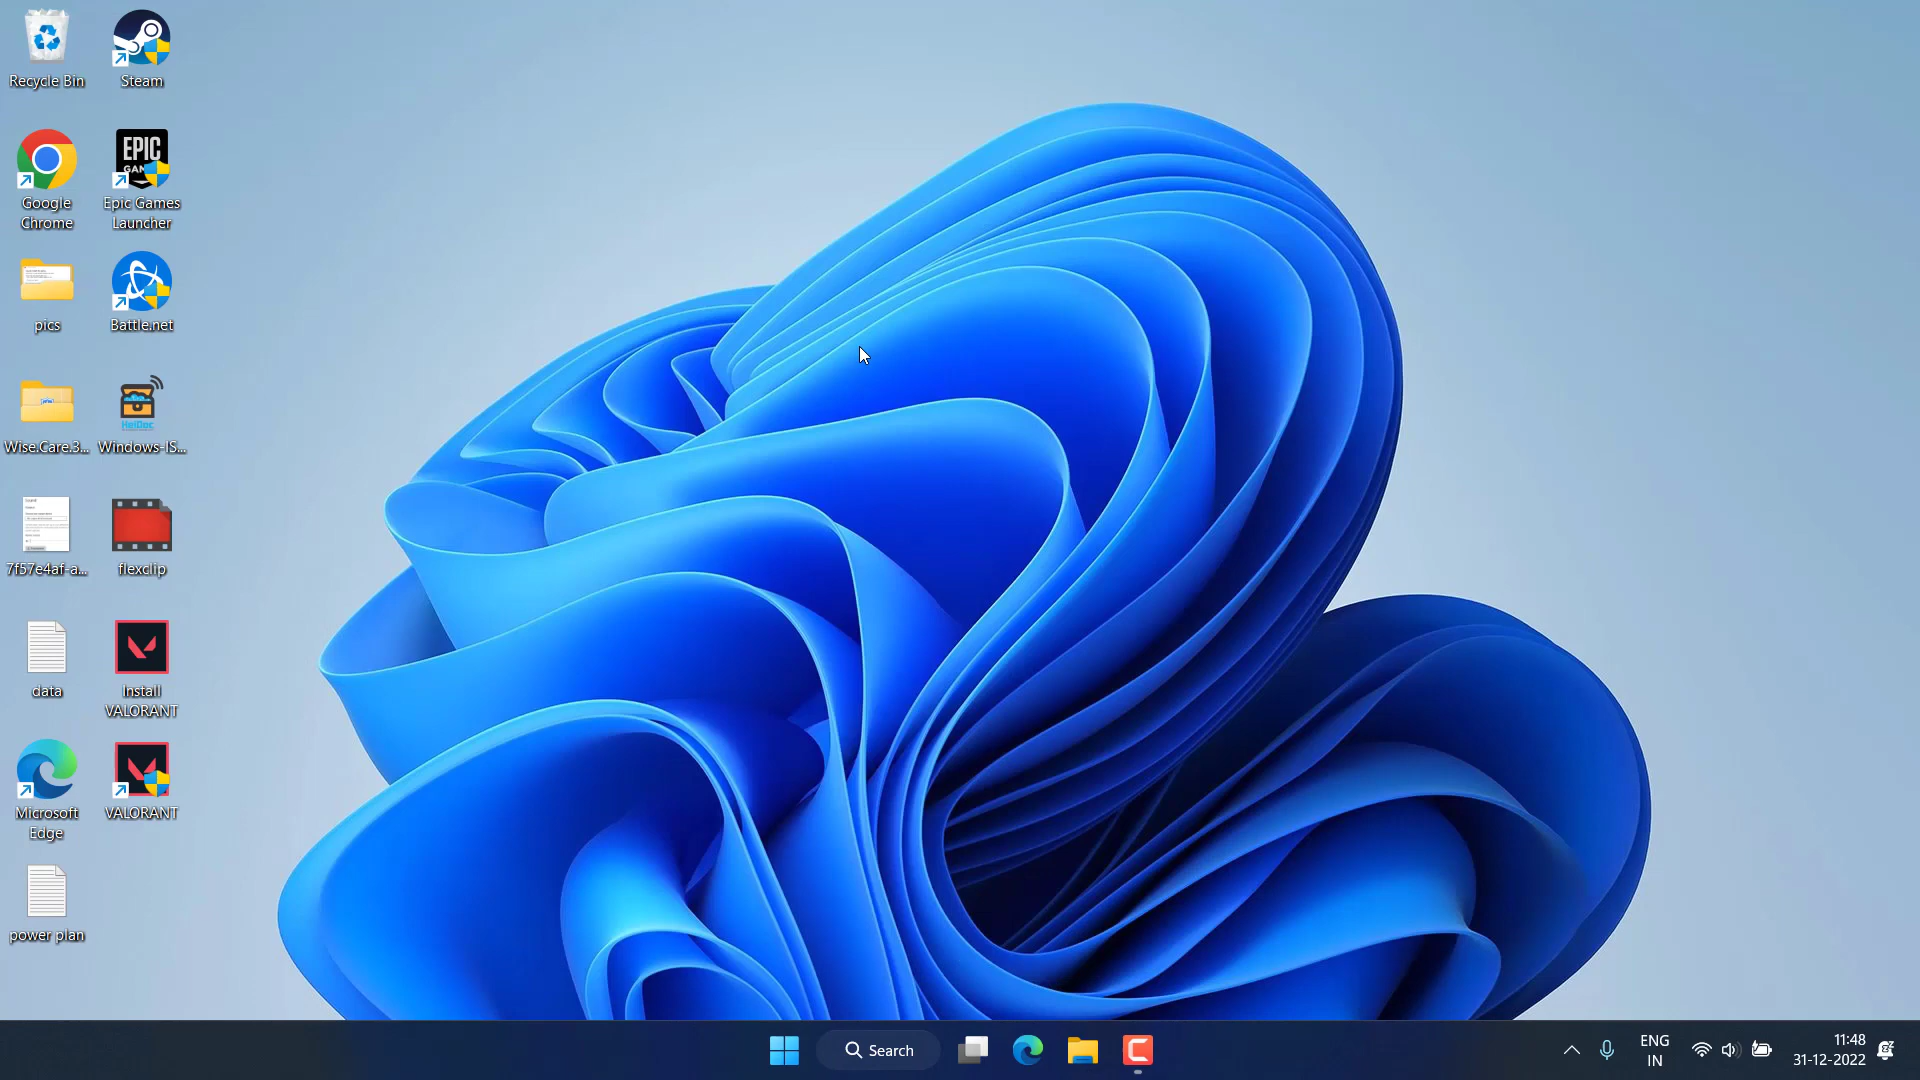 Recycle Bin
Steam
Google
Chrome
EPIC
Epic Games
Launcher
pics
Battle.net
HeiDoc
Wise.Care.3...
Windows-IS...
7f57e4af-a...
flexclip
data
Install
VALORANT
Microsoft
Edge
VALORANT
power plan
Search
ENG
IN
11:48
31-12-2022